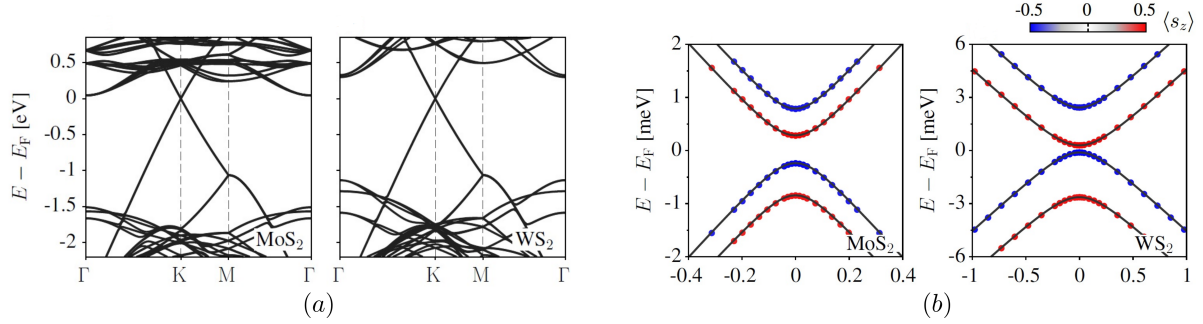 -0.5 0 0.5 ⟨s_z⟩
E − E_F [eV]
0.5
0
-0.5
-1
-1.5
-2
MoS₂
WS₂
Γ K M Γ
Γ K M Γ
(a)
E − E_F [meV]
2
1
0
-1
-2
MoS₂
-0.4 -0.2 0 0.2 0.4
E − E_F [meV]
6
3
0
-3
-6
WS₂
-1 -0.5 0 0.5 1
(b)